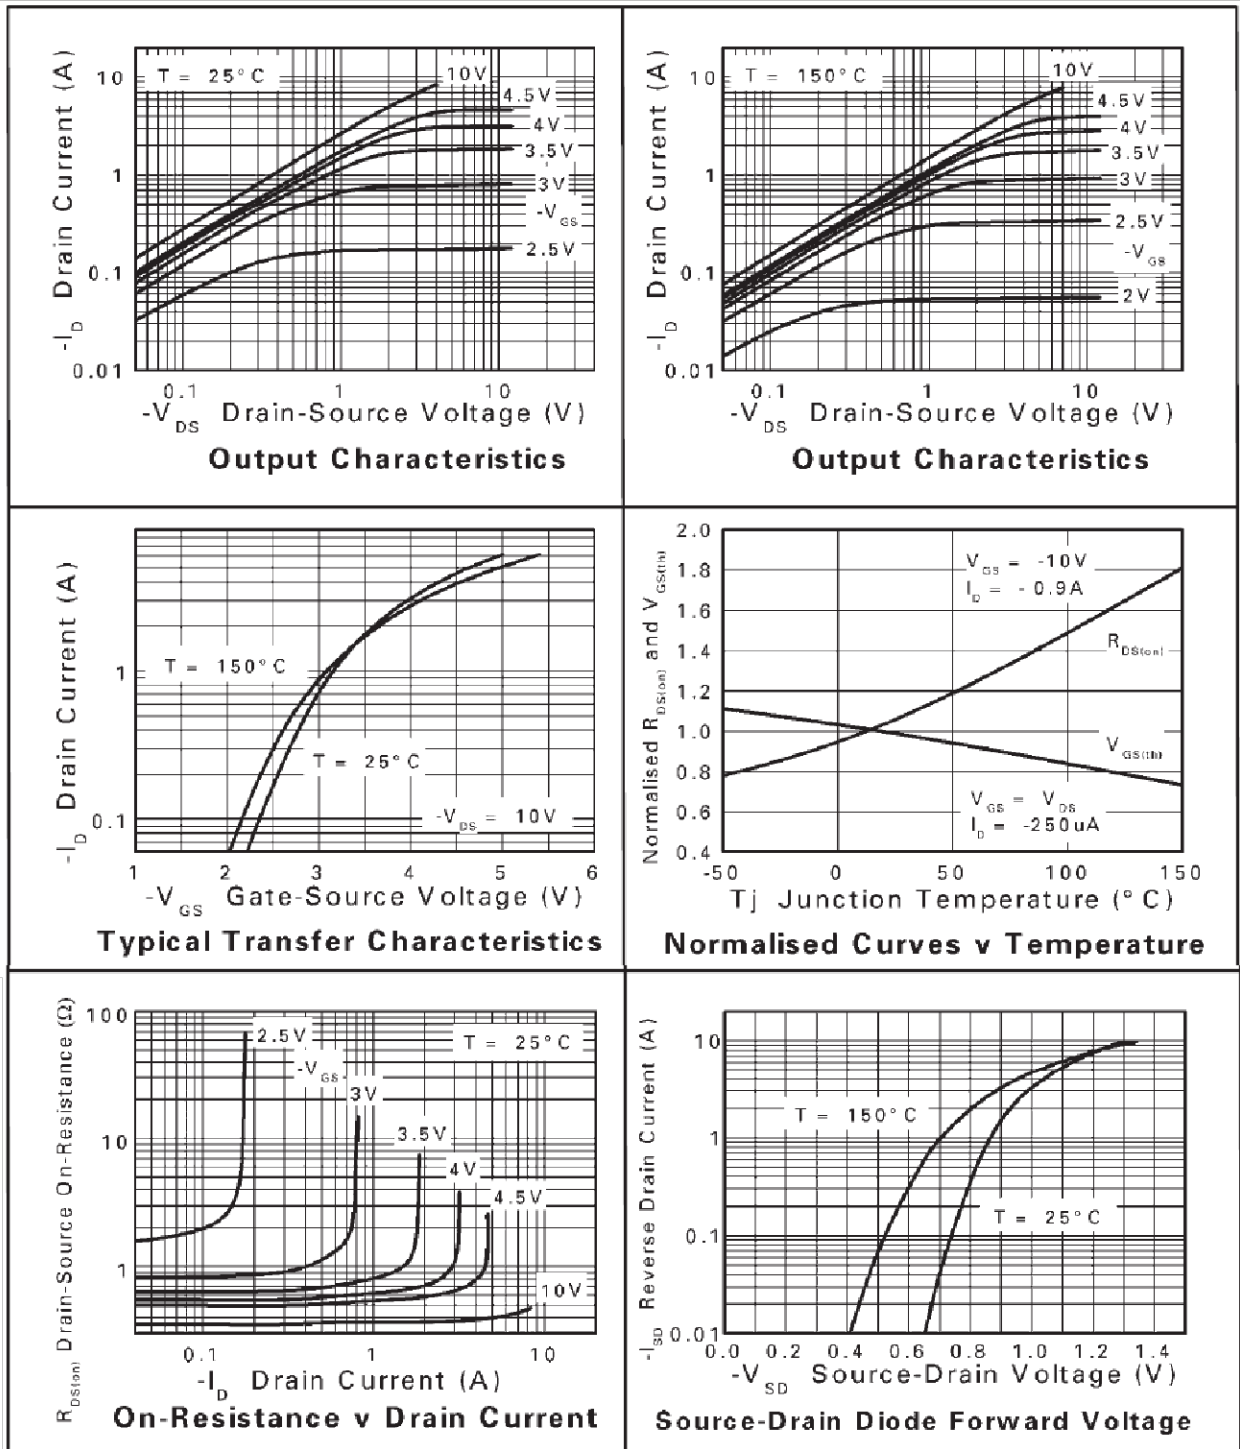 -I_D Drain Current (A)
T = 25°C
10V
4.5V
4V
3.5V
3V
-V_GS
2.5V
10
1
0.1
0.01
0.1 1 10
-V_DS Drain-Source Voltage (V)
Output Characteristics
-I_D Drain Current (A)
T = 150°C
10V
4.5V
4V
3.5V
3V
2.5V
-V_GS
2V
10
1
0.1
0.01
0.1 1 10
-V_DS Drain-Source Voltage (V)
Output Characteristics
-I_D Drain Current (A)
T = 150°C
T = 25°C
-V_DS = 10V
1
0.1
1 2 3 4 5 6
-V_GS Gate-Source Voltage (V)
Typical Transfer Characteristics
Normalised R_DS(on) and V_GS(th)
2.0
1.8
1.6
1.4
1.2
1.0
0.8
0.6
0.4
V_GS = -10V
I_D = - 0.9A
R_DS(on)
V_GS(th)
V_GS = V_DS
I_D = -250uA
-50 0 50 100 150
Tj Junction Temperature (°C)
Normalised Curves v Temperature
R_DS(on) Drain-Source On-Resistance (Ω)
100
10
1
2.5V
-V_GS
T = 25°C
3V
3.5V
4V
4.5V
10V
0.1 1 10
-I_D Drain Current (A)
On-Resistance v Drain Current
-I_SD Reverse Drain Current (A)
10
1
0.1
0.01
T = 150°C
T = 25°C
0.0 0.2 0.4 0.6 0.8 1.0 1.2 1.4
-V_SD Source-Drain Voltage (V)
Source-Drain Diode Forward Voltage